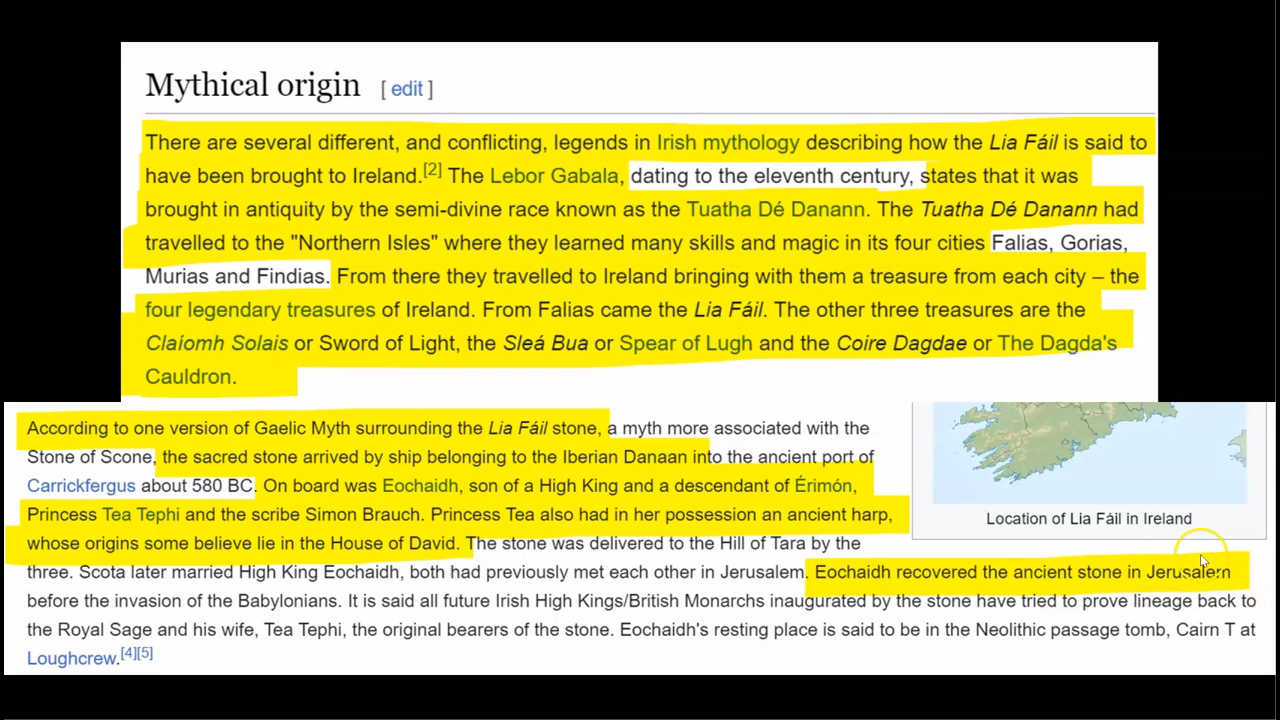 Mythical origin [ edit ]
There are several different, and conflicting, legends in Irish mythology describing how the Lia Fáil is said to
have been brought to Ireland.[2] The Lebor Gabala, dating to the eleventh century, states that it was
brought in antiquity by the semi-divine race known as the Tuatha Dé Danann. The Tuatha Dé Danann had
travelled to the "Northern Isles" where they learned many skills and magic in its four cities Falias, Gorias,
Murias and Findias. From there they travelled to Ireland bringing with them a treasure from each city – the
four legendary treasures of Ireland. From Falias came the Lia Fáil. The other three treasures are the
Claíomh Solais or Sword of Light, the Sleá Bua or Spear of Lugh and the Coire Dagdae or The Dagda's
Cauldron.
According to one version of Gaelic Myth surrounding the Lia Fáil stone, a myth more associated with the
Stone of Scone, the sacred stone arrived by ship belonging to the Iberian Danaan into the ancient port of
Carrickfergus about 580 BC. On board was Eochaidh, son of a High King and a descendant of Érimón,
Princess Tea Tephi and the scribe Simon Brauch. Princess Tea also had in her possession an ancient harp,
whose origins some believe lie in the House of David. The stone was delivered to the Hill of Tara by the
three. Scota later married High King Eochaidh, both had previously met each other in Jerusalem. Eochaidh recovered the ancient stone in Jerusalem
before the invasion of the Babylonians. It is said all future Irish High Kings/British Monarchs inaugurated by the stone have tried to prove lineage back to
the Royal Sage and his wife, Tea Tephi, the original bearers of the stone. Eochaidh's resting place is said to be in the Neolithic passage tomb, Cairn T at
Loughcrew.[4][5]
Location of Lia Fáil in Ireland